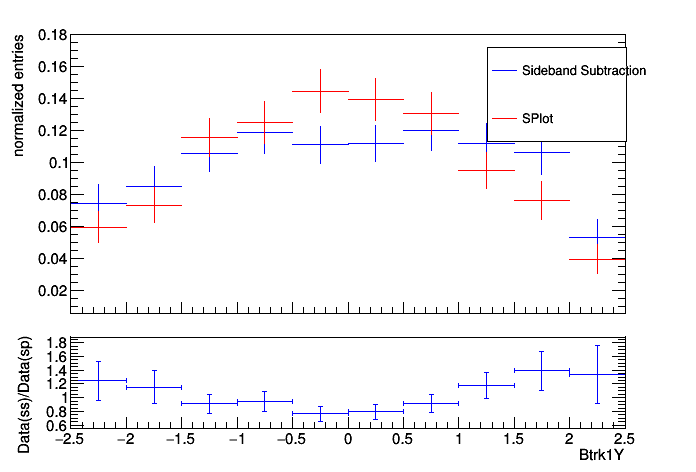 normalized entries
0.18
0.16
0.14
0.12
0.1
0.08
0.06
0.04
0.02
Sideband Subtraction
SPlot
Data(ss)/Data(sp)
1.8
1.6
1.4
1.2
1
0.8
0.6
−2.5 −2 −1.5 −1 −0.5 0 0.5 1 1.5 2 2.5
Btrk1Y